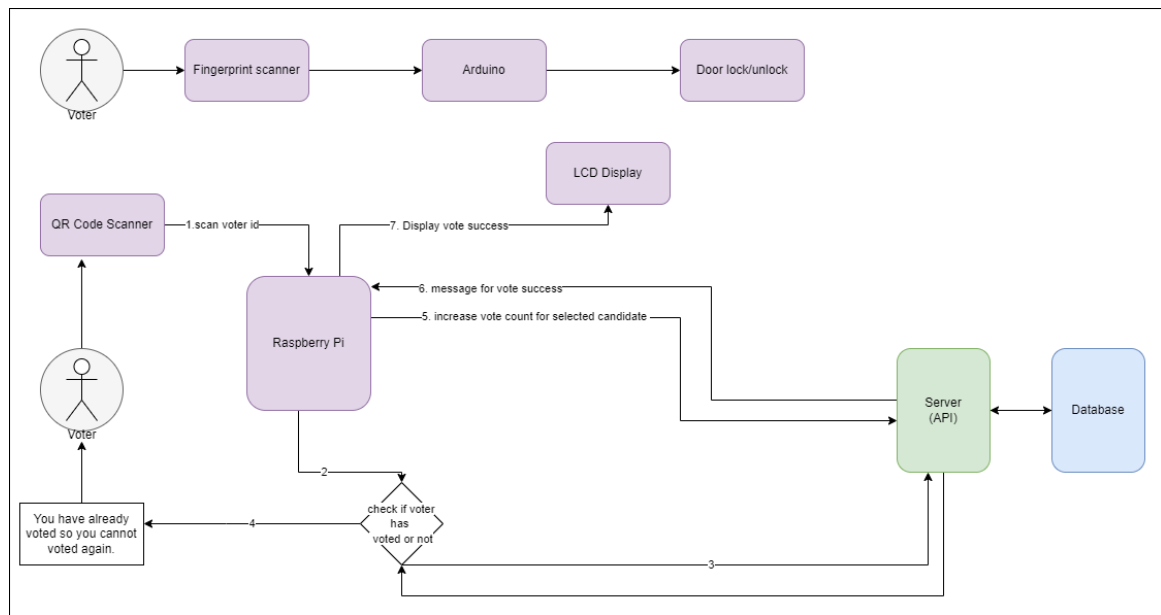 Fingerprint scanner
Arduino
Door lock/unlock
Voter
LCD Display
QR Code Scanner
1.scan voter id
7. Display vote success
6. message for vote success
5. increase vote count for selected candidate
Raspberry Pi
Server
(API)
Database
Voter
2
check if voter
has
voted or not
4
You have already
voted so you cannot
voted again.
3